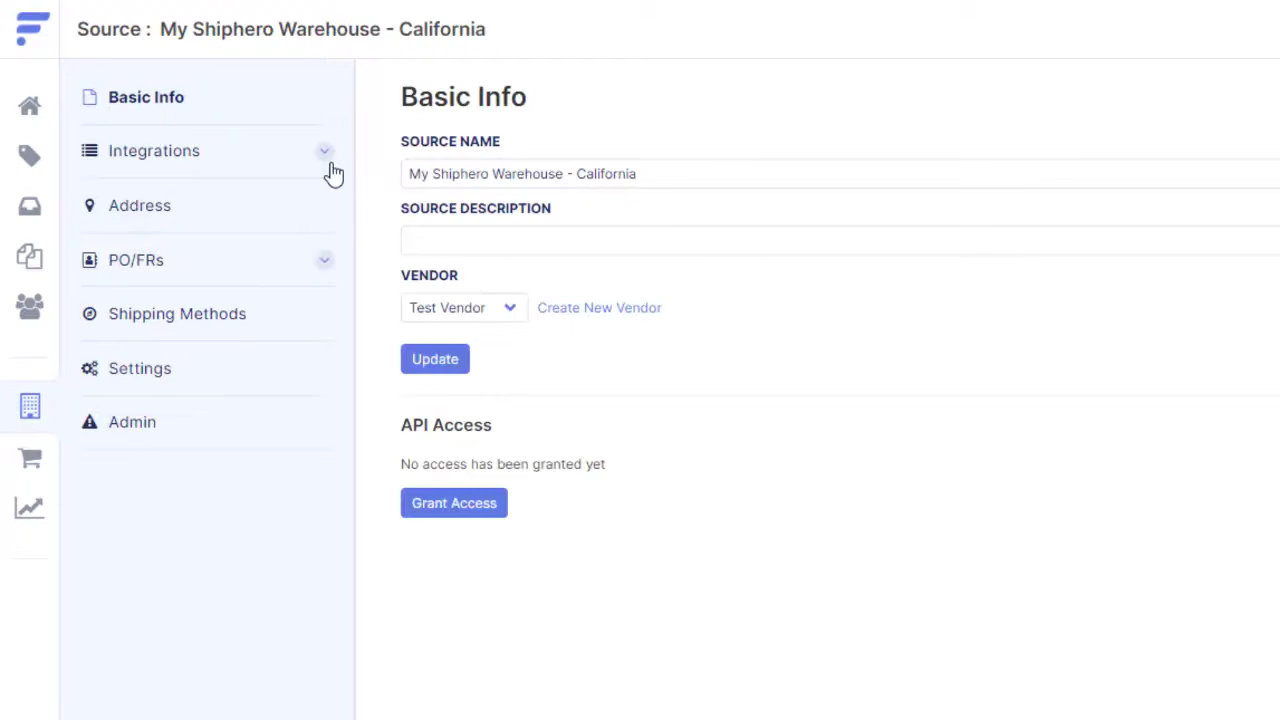 Source : My Shiphero Warehouse - California
Basic Info
Integrations
Address
PO/FRs
Shipping Methods
Settings
Admin
Basic Info
SOURCE NAME
My Shiphero Warehouse - California
SOURCE DESCRIPTION
VENDOR
Test Vendor Create New Vendor
Update
API Access
No access has been granted yet
Grant Access